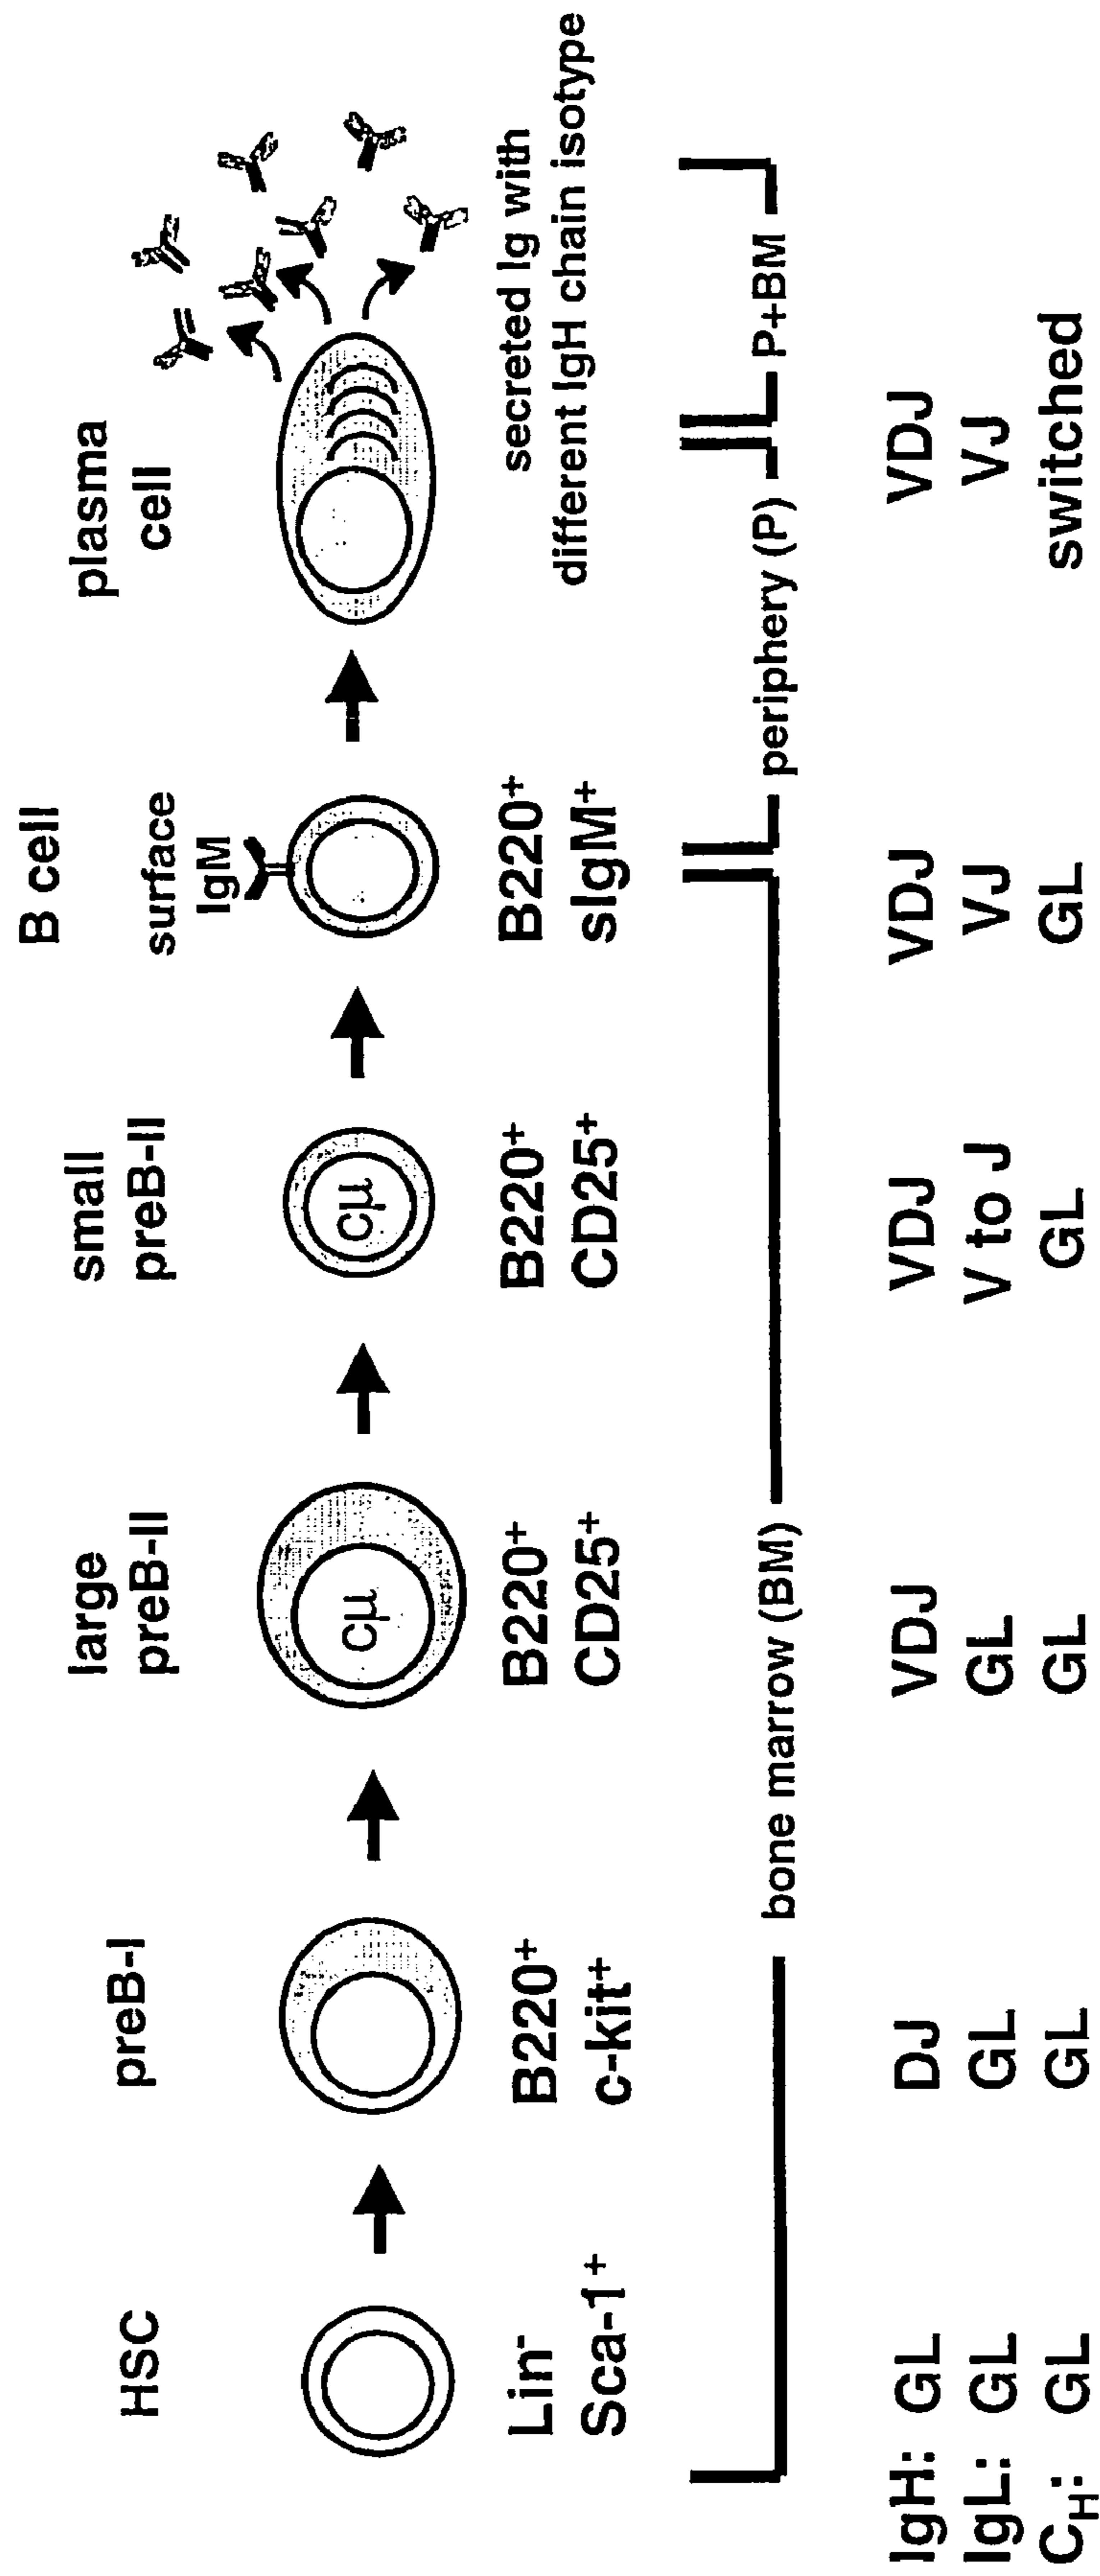 HSC
preB-I
large
preB-II
small
preB-II
B cell
surface
IgM
plasma
cell
cμ
cμ
Lin⁻
Sca-1⁺
B220⁺
c-kit⁺
B220⁺
CD25⁺
B220⁺
CD25⁺
B220⁺
sIgM⁺
secreted Ig with
different IgH chain isotype
bone marrow (BM)
periphery (P)
P+BM
IgH: GL DJ VDJ VDJ VDJ VDJ
IgL: GL GL GL V to J VJ VJ
C_H: GL GL GL GL GL switched